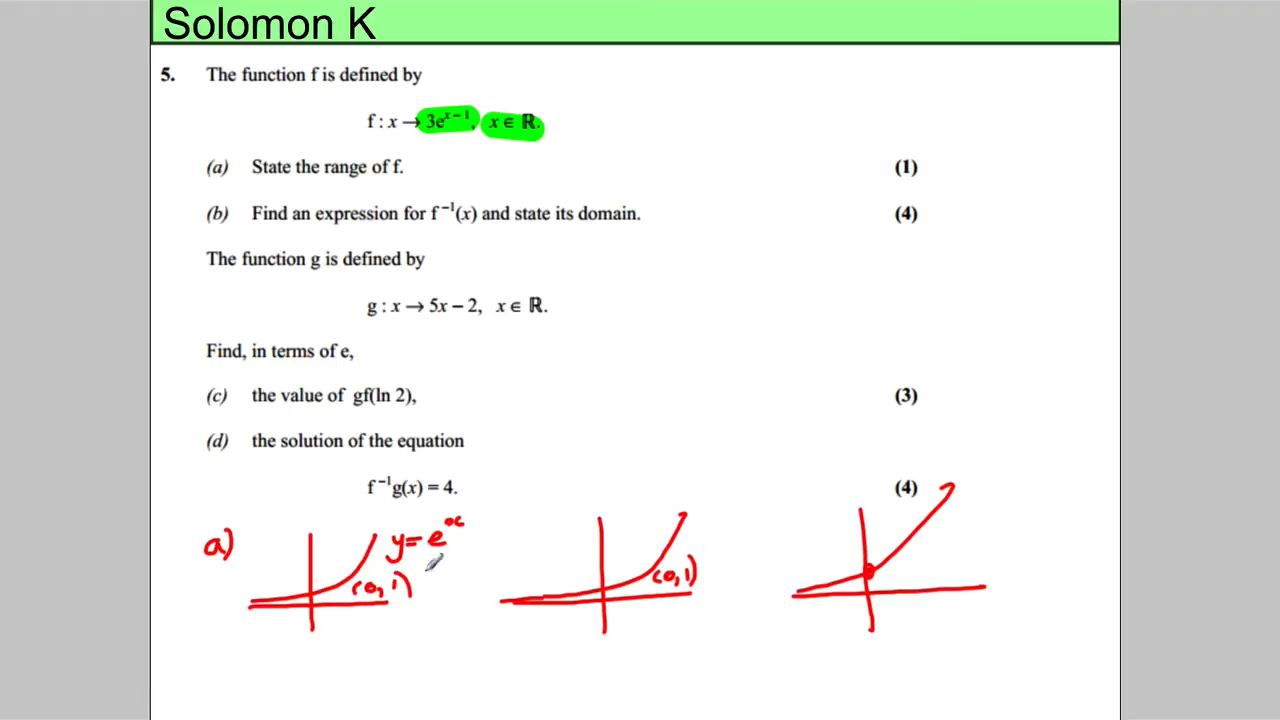 Solomon K
5. The function f is defined by
f : x → 3e^{x – 1}, x ∈ ℝ.
(a) State the range of f. (1)
(b) Find an expression for f⁻¹(x) and state its domain. (4)
The function g is defined by
g : x → 5x – 2, x ∈ ℝ.
Find, in terms of e,
(c) the value of gf(ln 2), (3)
(d) the solution of the equation
f⁻¹g(x) = 4. (4)
a) y = e^x
(0, 1) (0, 1)